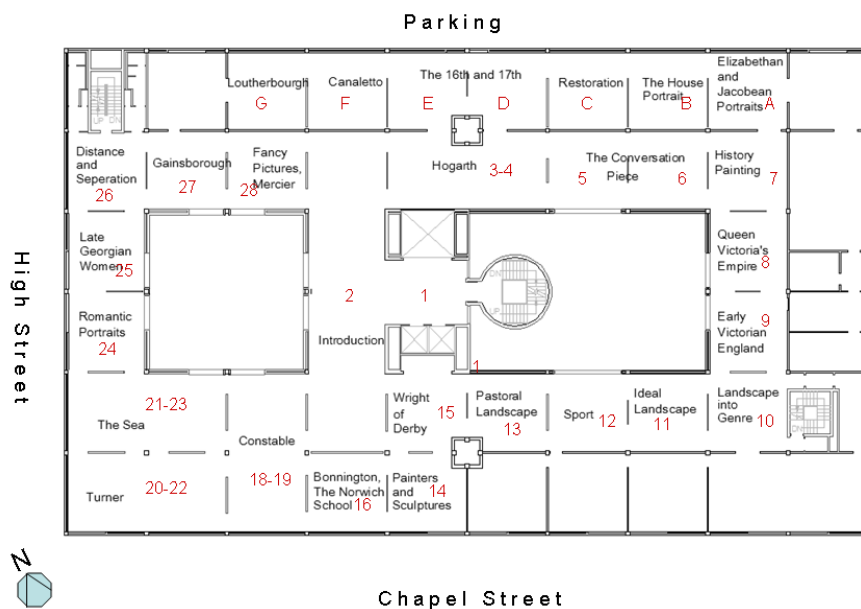 Parking
Loutherbourgh
G
Canaletto
F
The 16th and 17th
E
D
Restoration
C
The House
Portrait
B
Elizabethan
and
Jacobean
Portraits
A
UP DN
Distance
and
Seperation
26
Gainsborough
27
Fancy
Pictures,
Mercier
28
Hogarth
3-4
The Conversation
Piece
5
6
History
Painting
7
Late
Georgian
Women
25
2
1
DN
UP
Queen
Victoria's
Empire
8
High Street
Romantic
Portraits
24
Introduction
1
Early
Victorian
England
9
21-23
The Sea
Constable
Wright
of
Derby
15
Pastoral
Landscape
13
Sport
12
Ideal
Landscape
11
Landscape
into
Genre
10
Turner
20-22
18-19
Bonnington,
The Norwich
School
16
Painters
and
Sculptures
14
N
Chapel Street